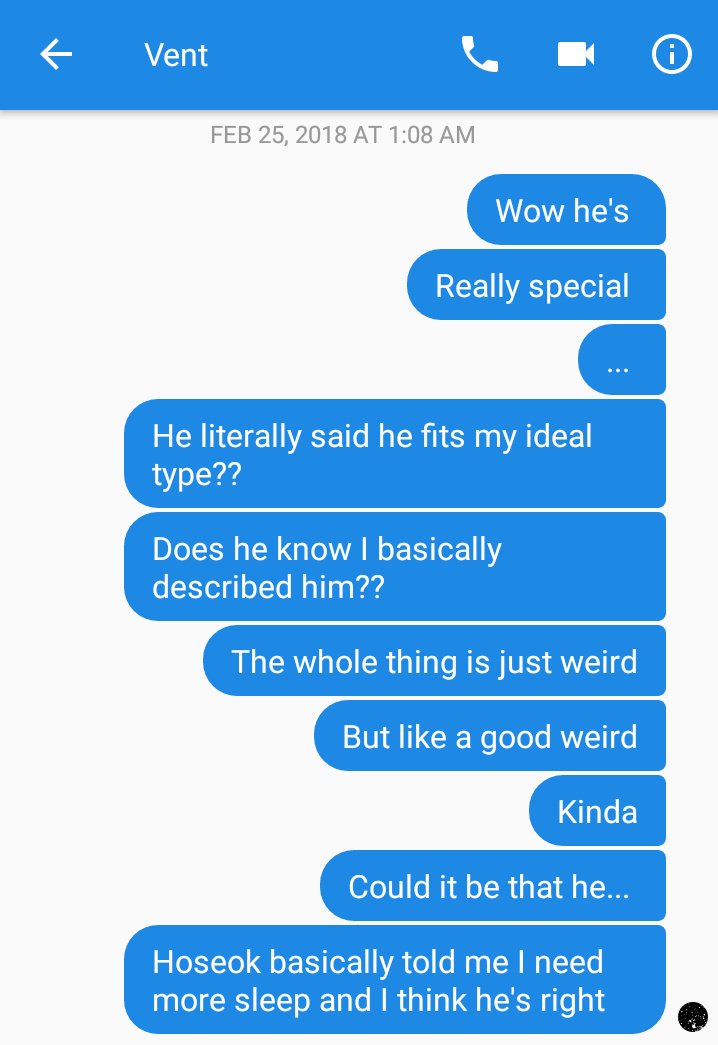 Vent
FEB 25, 2018 AT 1:08 AM
Wow he's
Really special
...
He literally said he fits my ideal
type??
Does he know I basically
described him??
The whole thing is just weird
But like a good weird
Kinda
Could it be that he...
Hoseok basically told me I need
more sleep and I think he's right